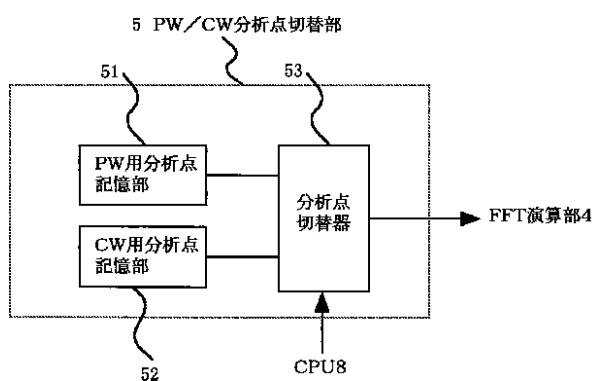 5 PW／CW分析点切替部
51
53
PW用分析点
記憶部
分析点
切替器
FFT演算部4
CW用分析点
記憶部
52
CPU8